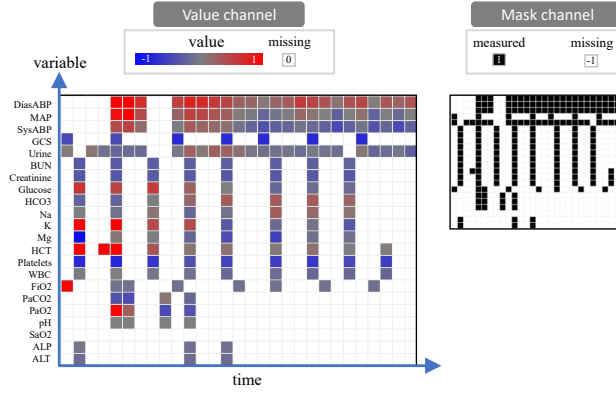 Value channel
Mask channel
value
missing
-1
1
0
measured
missing
1
-1
variable
DiasABP
MAP
SysABP
GCS
Urine
BUN
Creatinine
Glucose
HCO3
Na
K
Mg
HCT
Platelets
WBC
FiO2
PaCO2
PaO2
pH
SaO2
ALP
ALT
time